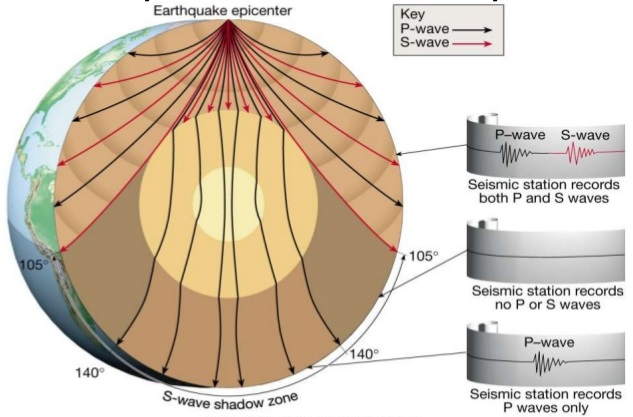 Earthquake epicenter
Key
P-wave
S-wave
P–wave S-wave
Seismic station records
both P and S waves
105°
105°
Seismic station records
no P or S waves
140°
140°
P–wave
S-wave shadow zone
Seismic station records
P waves only